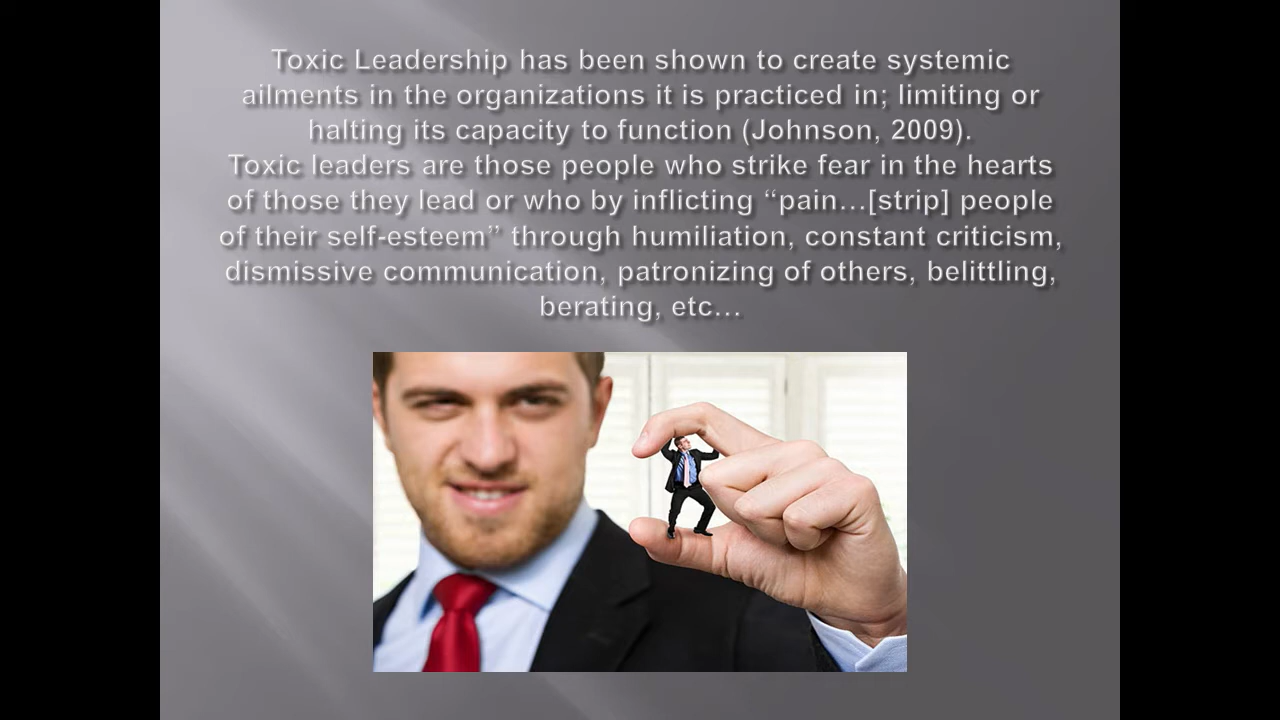 Toxic Leadership has been shown to create systemic
ailments in the organizations it is practiced in; limiting or
halting its capacity to function (Johnson, 2009).
Toxic leaders are those people who strike fear in the hearts
of those they lead or who by inflicting “pain…[strip] people
of their self-esteem” through humiliation, constant criticism,
dismissive communication, patronizing of others, belittling,
berating, etc…